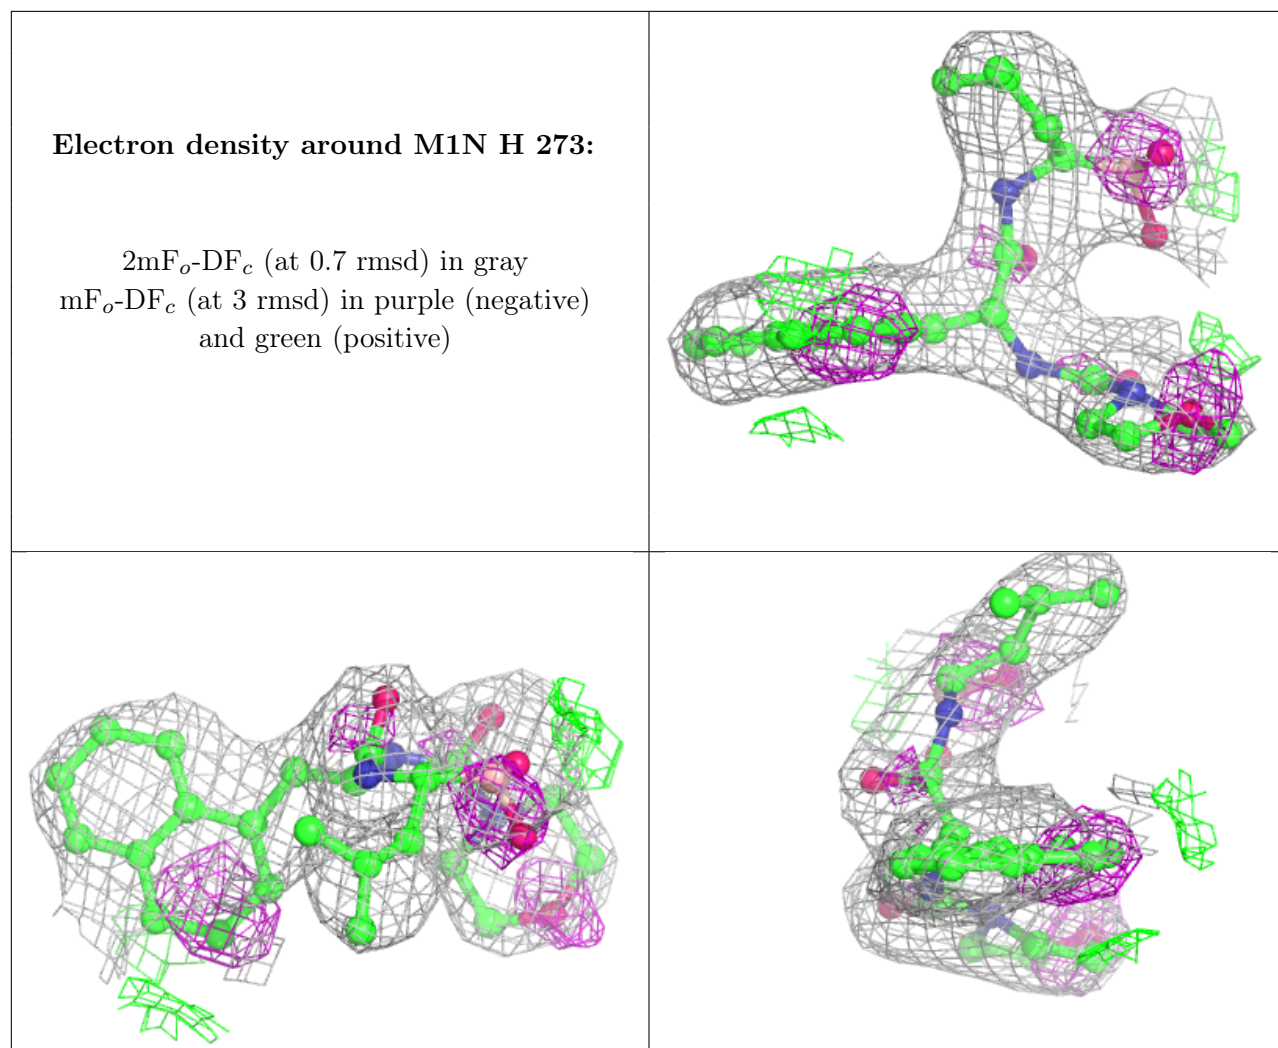 Electron density around M1N H 273:
2mFo-DFc (at 0.7 rmsd) in gray
mFo-DFc (at 3 rmsd) in purple (negative)
and green (positive)